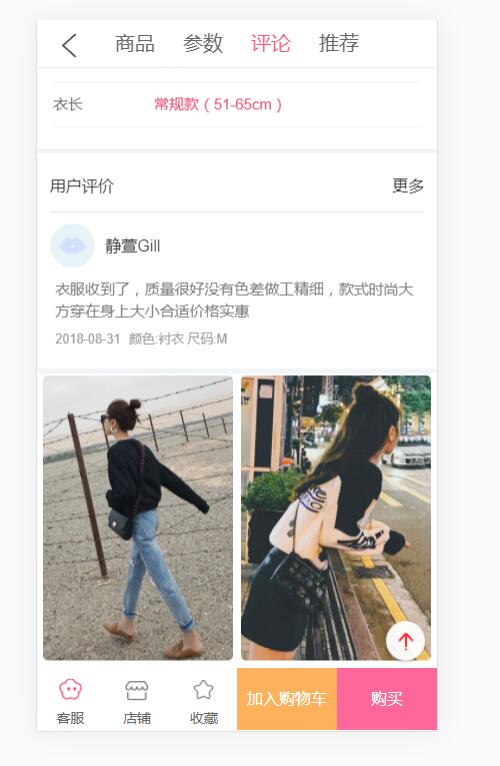 商品 参数 评论 推荐
衣长 常规款 ( 51-65cm )
用户评价 更多
静萱Gill
衣服收到了，质量很好没有色差做工精细，款式时尚大
方穿在身上大小合适价格实惠
2018-08-31 颜色:衬衣 尺码:M
客服 店铺 收藏 加入购物车 购买